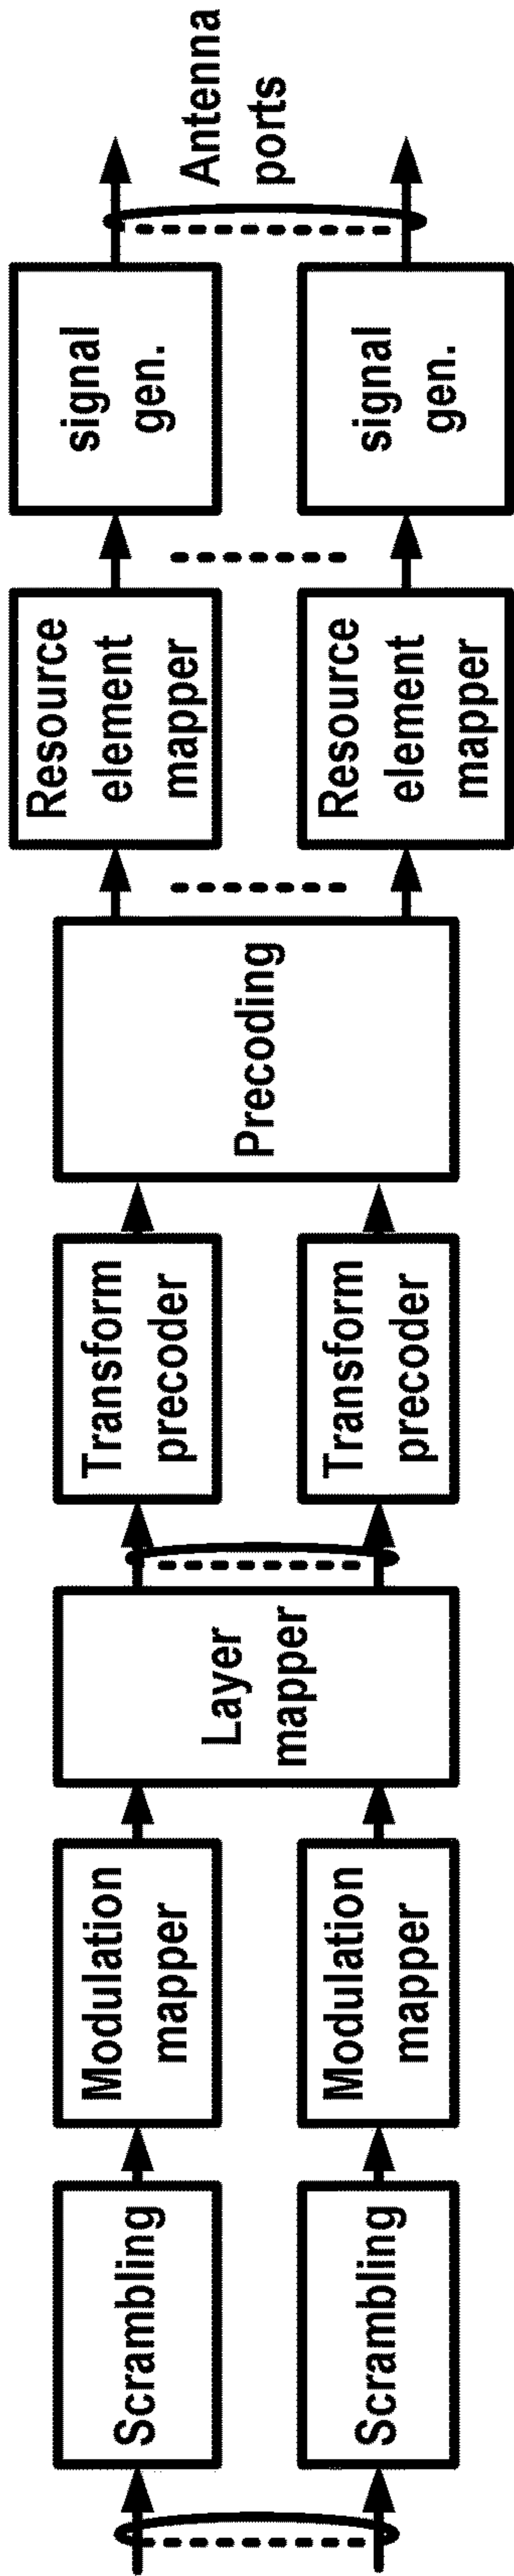 Scrambling
Scrambling
Modulation
mapper
Modulation
mapper
Layer
mapper
Transform
precoder
Transform
precoder
Precoding
Resource
element
mapper
Resource
element
mapper
signal
gen.
signal
gen.
Antenna
ports